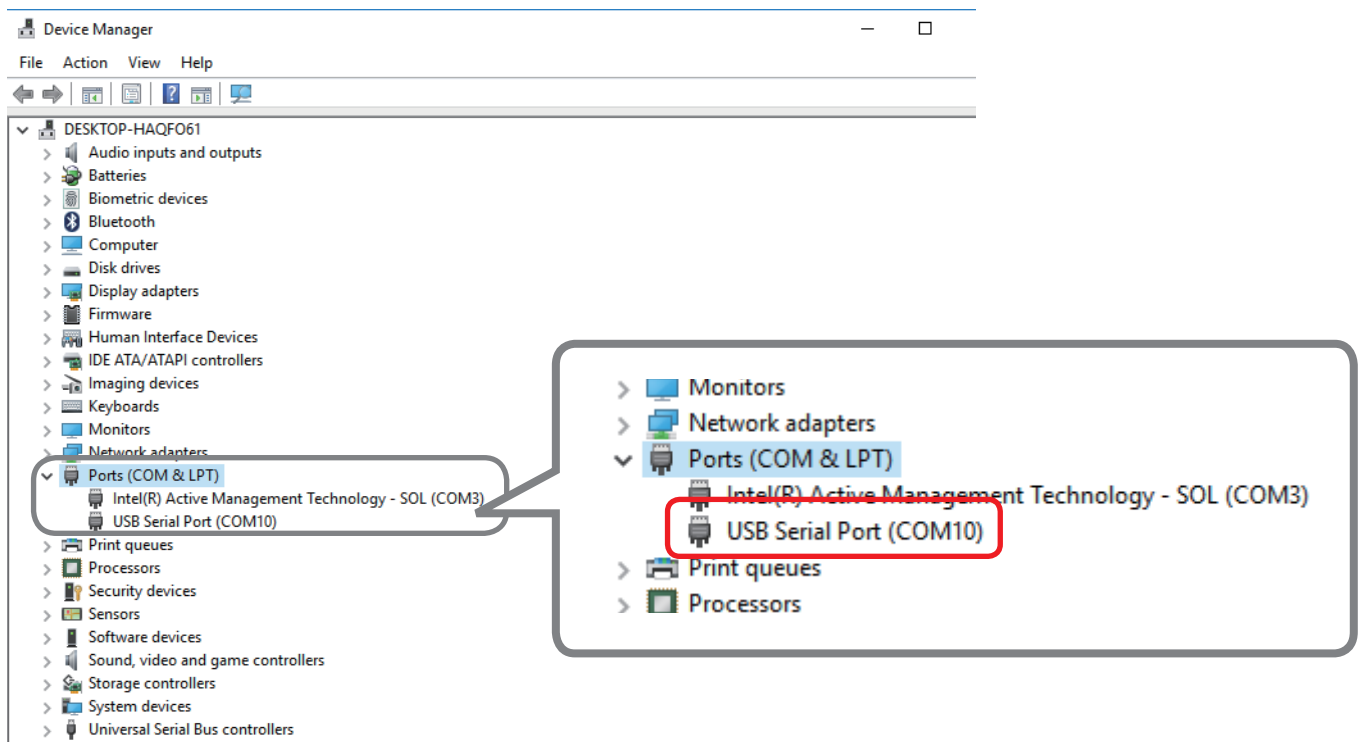 Device Manager
File Action View Help
DESKTOP-HAQFO61
Audio inputs and outputs
Batteries
Biometric devices
Bluetooth
Computer
Disk drives
Display adapters
Firmware
Human Interface Devices
IDE ATA/ATAPI controllers
Imaging devices
Keyboards
Monitors
Network adapters
Ports (COM & LPT)
Intel(R) Active Management Technology - SOL (COM3)
USB Serial Port (COM10)
Print queues
Processors
Security devices
Sensors
Software devices
Sound, video and game controllers
Storage controllers
System devices
Universal Serial Bus controllers
Monitors
Network adapters
Ports (COM & LPT)
Intel(R) Active Management Technology - SOL (COM3)
USB Serial Port (COM10)
Print queues
Processors